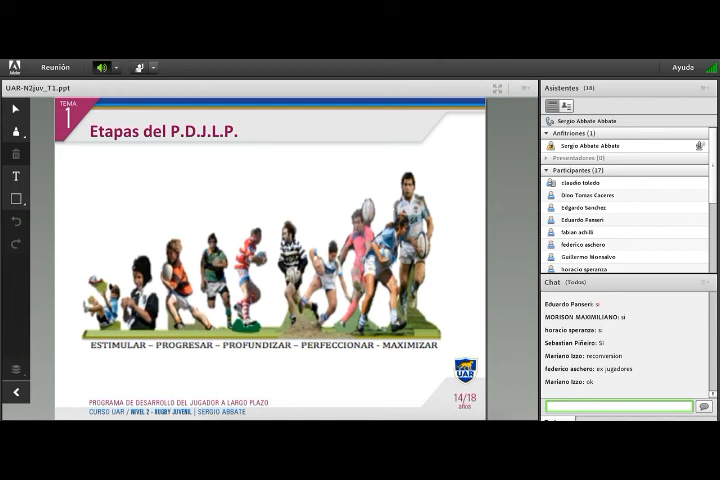 Adobe
Reunión
Ayuda
UAR-N2juv_T1.ppt
TEMA
1
Etapas del P.D.J.L.P.
ESTIMULAR – PROGRESAR – PROFUNDIZAR – PERFECCIONAR - MAXIMIZAR
UAR
PROGRAMA DE DESARROLLO DEL JUGADOR A LARGO PLAZO
CURSO UAR / NIVEL 2 - RUGBY JUVENIL | SERGIO ABBATE
14/18
años
T
Asistentes (18)
Sergio Abbate Abbate
Anfitriones (1)
Sergio Abbate Abbate
Presentadores (0)
Participantes (17)
claudio toledo
Dino Tomas Caceres
Edgardo Sanchez
Eduardo Panseri
fabian achilli
federico aschero
Guillermo Monsalvo
horacio speranza
Chat (Todos)
Eduardo Panseri: si
MORISON MAXIMILIANO: si
horacio speranza: si
Sebastian Piñeiro: SI
Mariano Izzo: reconversion
federico aschero: ex jugadores
Mariano Izzo: ok